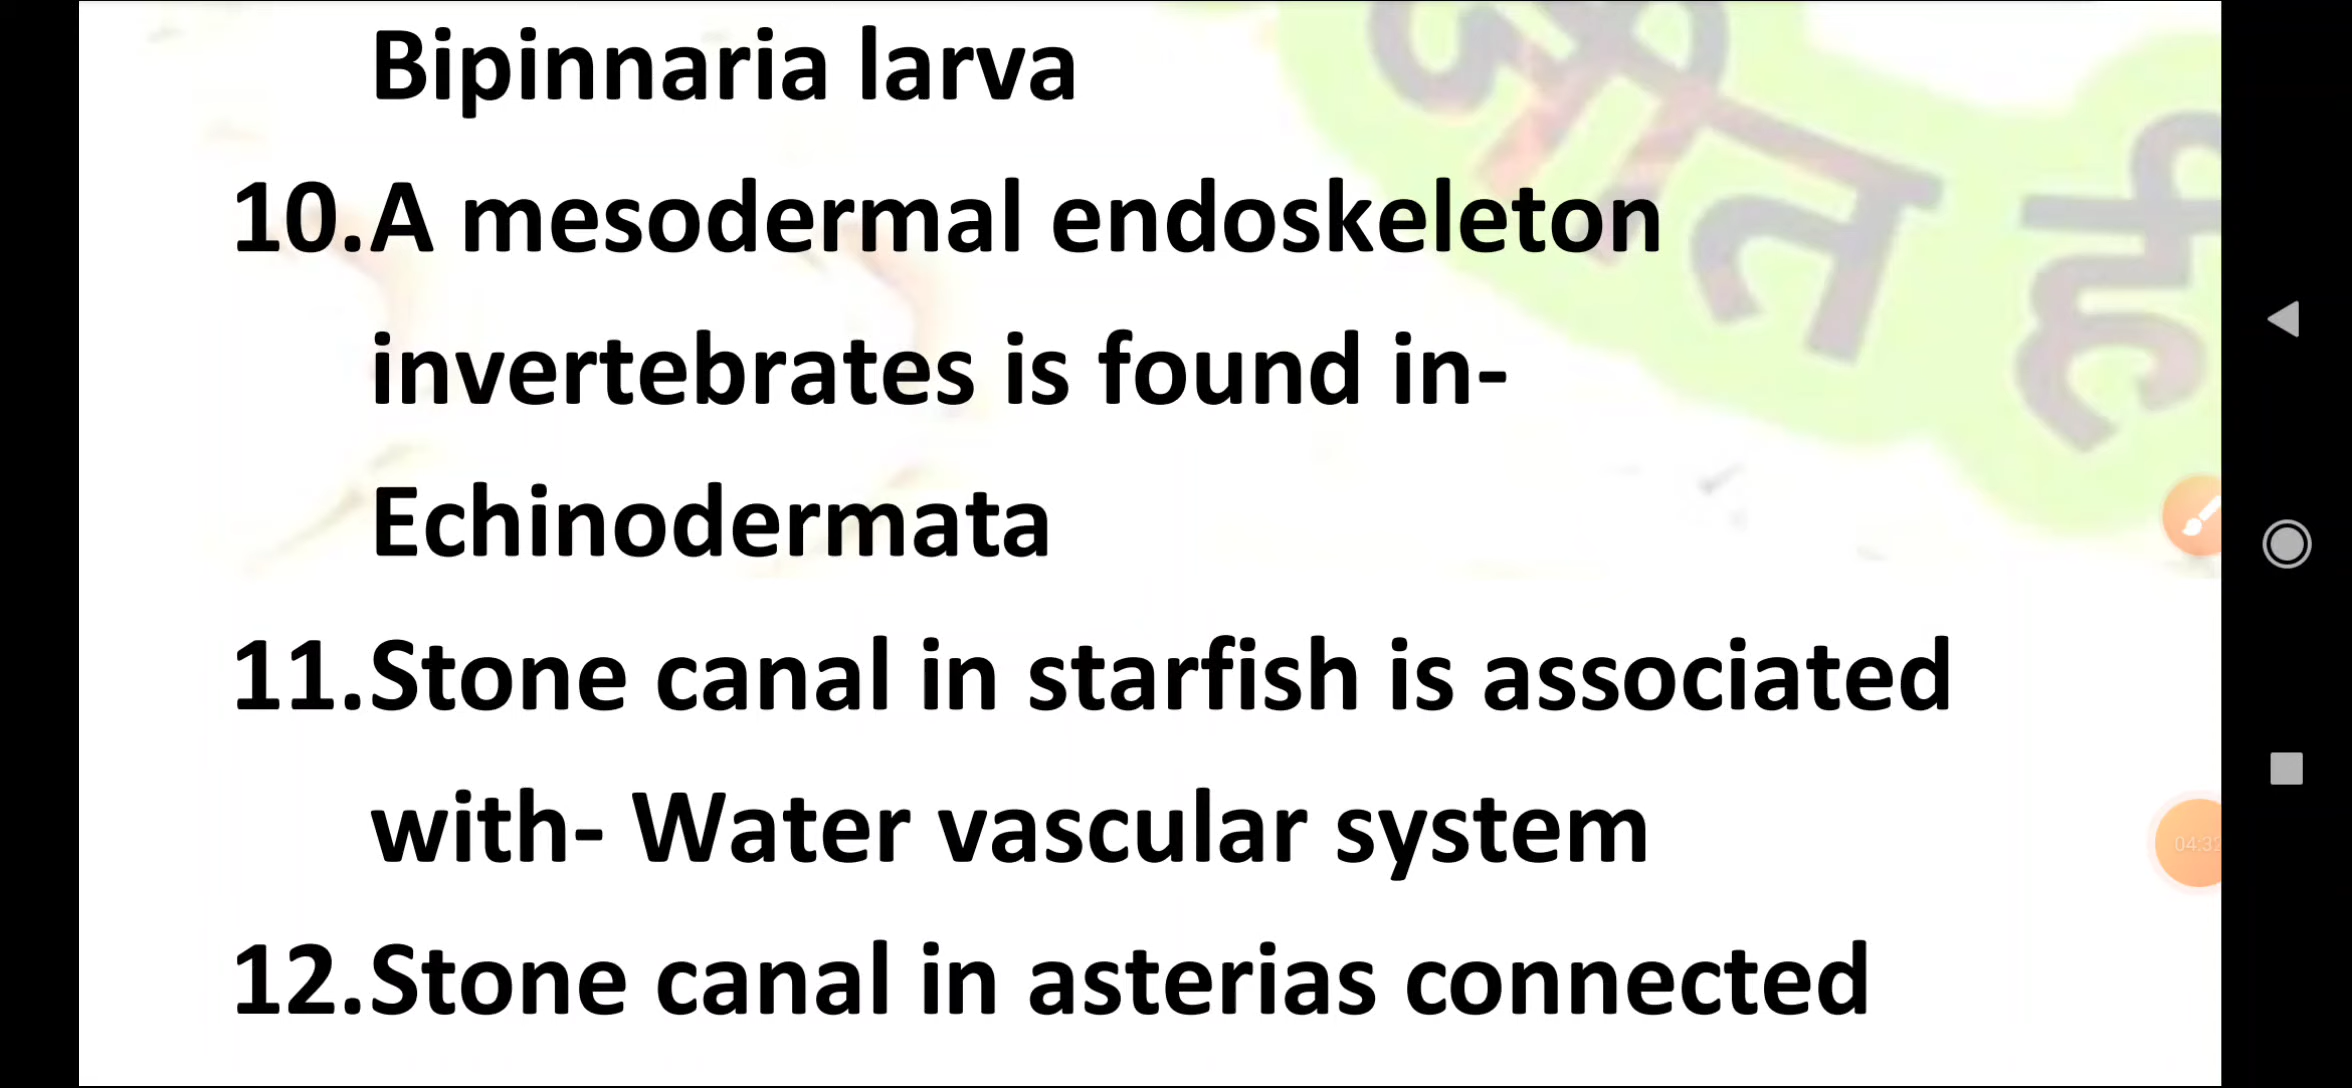 Bipinnaria larva
10.A mesodermal endoskeleton
invertebrates is found in-
Echinodermata
11.Stone canal in starfish is associated
with- Water vascular system
12.Stone canal in asterias connected